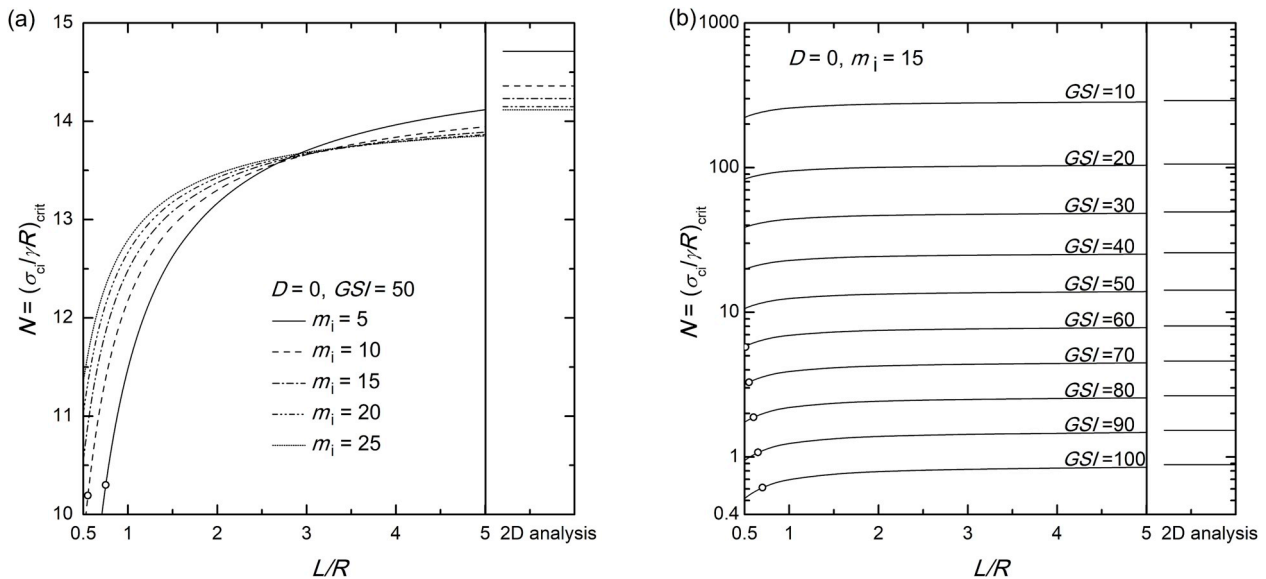 (a)
15
14
13
12
11
10
N = (σci/γR)crit
D = 0, GSI = 50
mi = 5
mi = 10
mi = 15
mi = 20
mi = 25
0.5 1 2 3 4 5 2D analysis
L/R
(b)
1000
100
10
1
0.4
N = (σci/γR)crit
D = 0, mi = 15
GSI =10
GSI =20
GSI =30
GSI =40
GSI =50
GSI =60
GSI =70
GSI =80
GSI =90
GSI =100
0.5 1 2 3 4 5 2D analysis
L/R